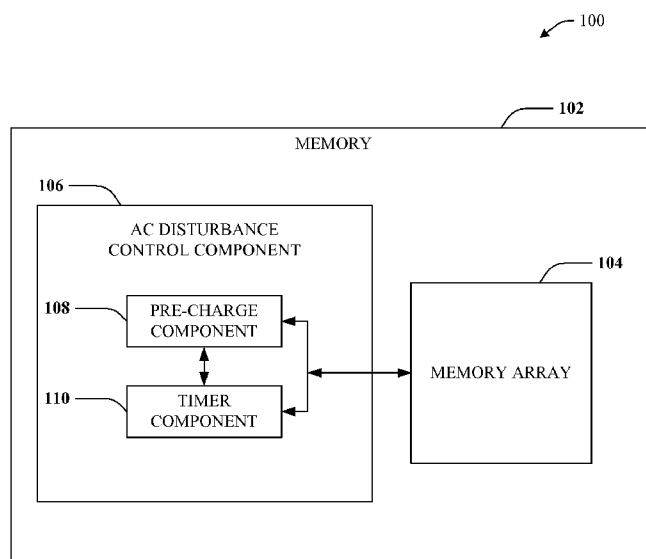 100
102
MEMORY
106
AC DISTURBANCE
CONTROL COMPONENT
104
108
PRE-CHARGE
COMPONENT
MEMORY ARRAY
110
TIMER
COMPONENT